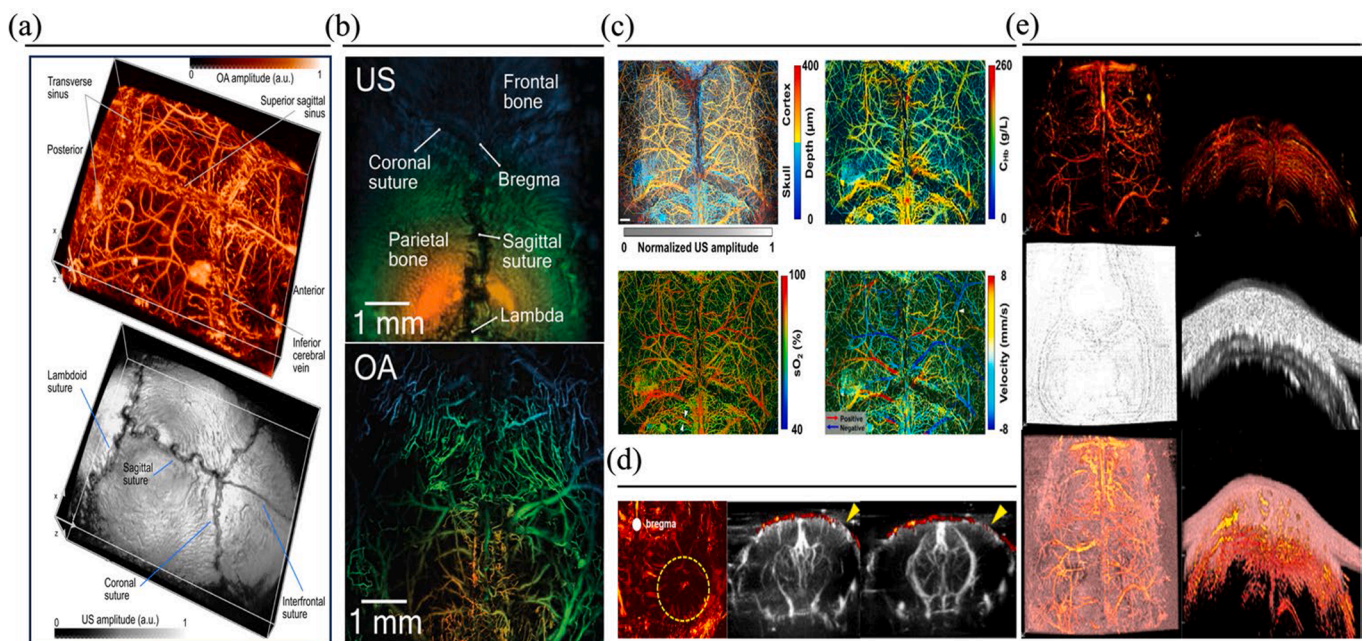 (a)
0 1
OA amplitude (a.u.)
Transverse
sinus
Superior sagittal
sinus
Posterior
x
z
Anterior
Inferior
cerebral
vein
Lambdoid
suture
Sagittal
suture
x
z
Coronal
suture
Interfrontal
suture
US amplitude (a.u.)
0 1
(b)
US
Frontal
bone
Coronal
suture
Bregma
Parietal
bone
Sagittal
suture
1 mm
Lambda
OA
1 mm
(c)
400
Cortex
Depth (µm)
Skull
0
0 Normalized US amplitude 1
260
CHb (g/L)
0
100
sO2 (%)
40
8
Velocity (mm/s)
-8
Positive
Negative
(d)
bregma
(e)